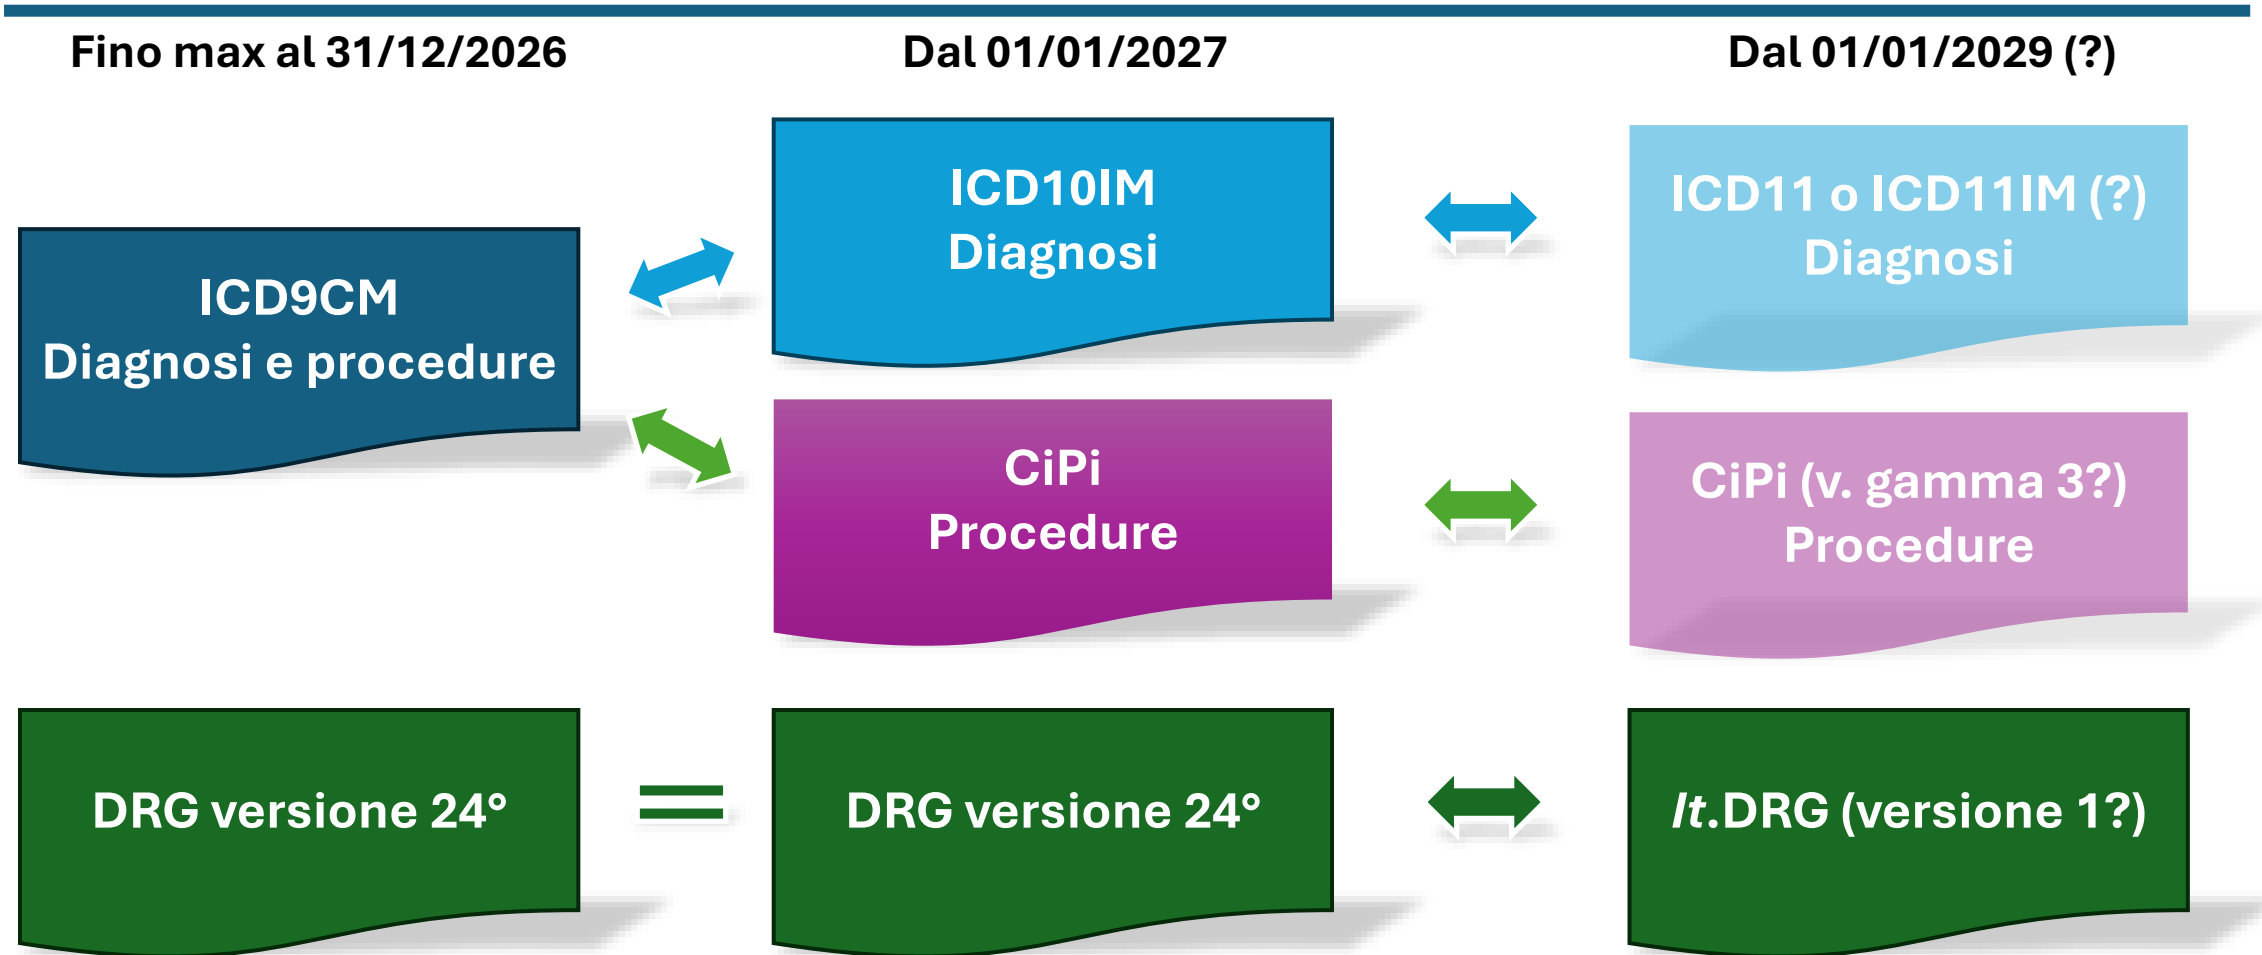 Fino max al 31/12/2026
Dal 01/01/2027
Dal 01/01/2029 (?)
ICD9CM
Diagnosi e procedure
ICD10IM
Diagnosi
ICD11 o ICD11IM (?)
Diagnosi
CiPi
Procedure
CiPi (v. gamma 3?)
Procedure
DRG versione 24°
DRG versione 24°
It.DRG (versione 1?)